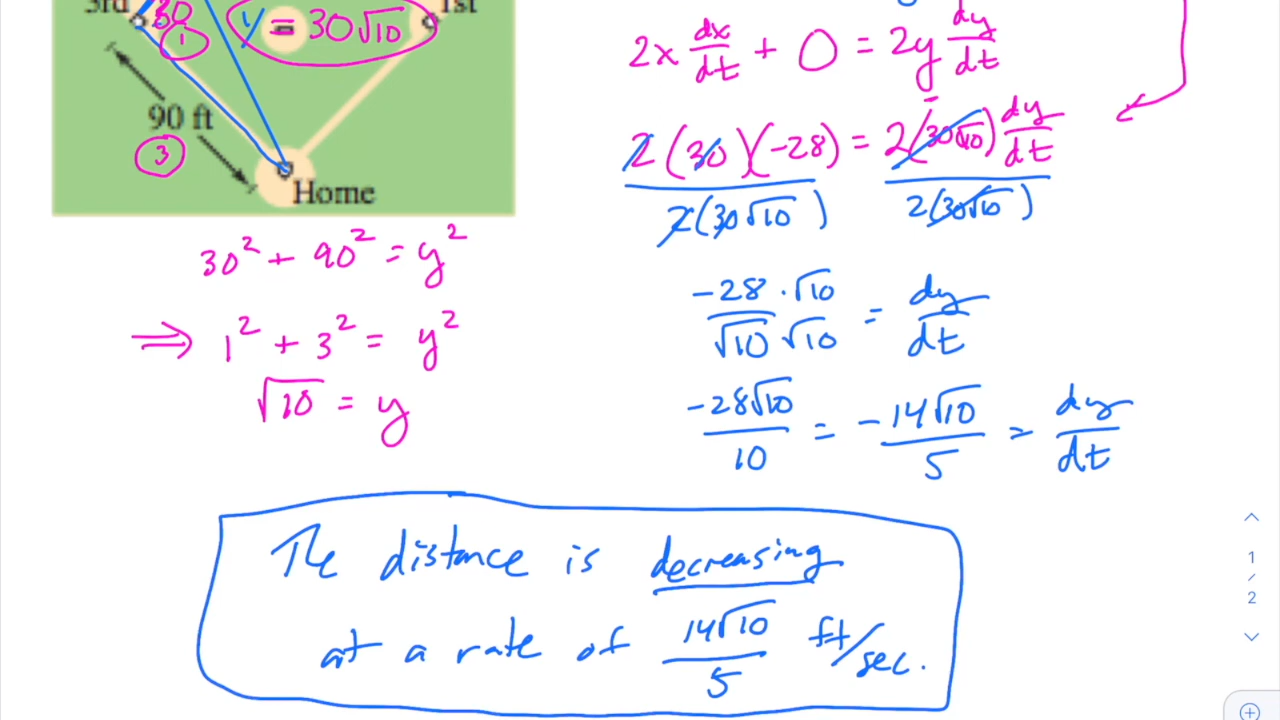 3rd 30 y = 30√10 1st
①
90 ft
③
Home
30² + 90² = y²
⟹ 1² + 3² = y²
√10 = y
2x dx/dt + 0 = 2y dy/dt
2(30)(-28) = 2(30√10) dy/dt
2(30√10) 2(30√10)
-28·√10 / √10 √10 = dy/dt
-28√10 / 10 = -14√10 / 5 = dy/dt
The distance is decreasing
at a rate of 14√10 / 5 ft/sec.
1
/
2